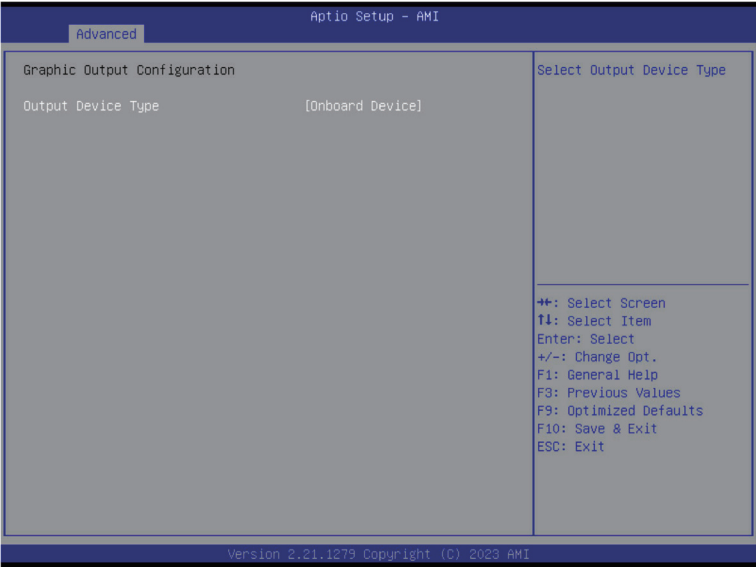 Aptio Setup – AMI
Advanced
Graphic Output Configuration
Output Device Type [Onboard Device]
Select Output Device Type
→←: Select Screen
↑↓: Select Item
Enter: Select
+/-: Change Opt.
F1: General Help
F3: Previous Values
F9: Optimized Defaults
F10: Save & Exit
ESC: Exit
Version 2.21.1279 Copyright (C) 2023 AMI